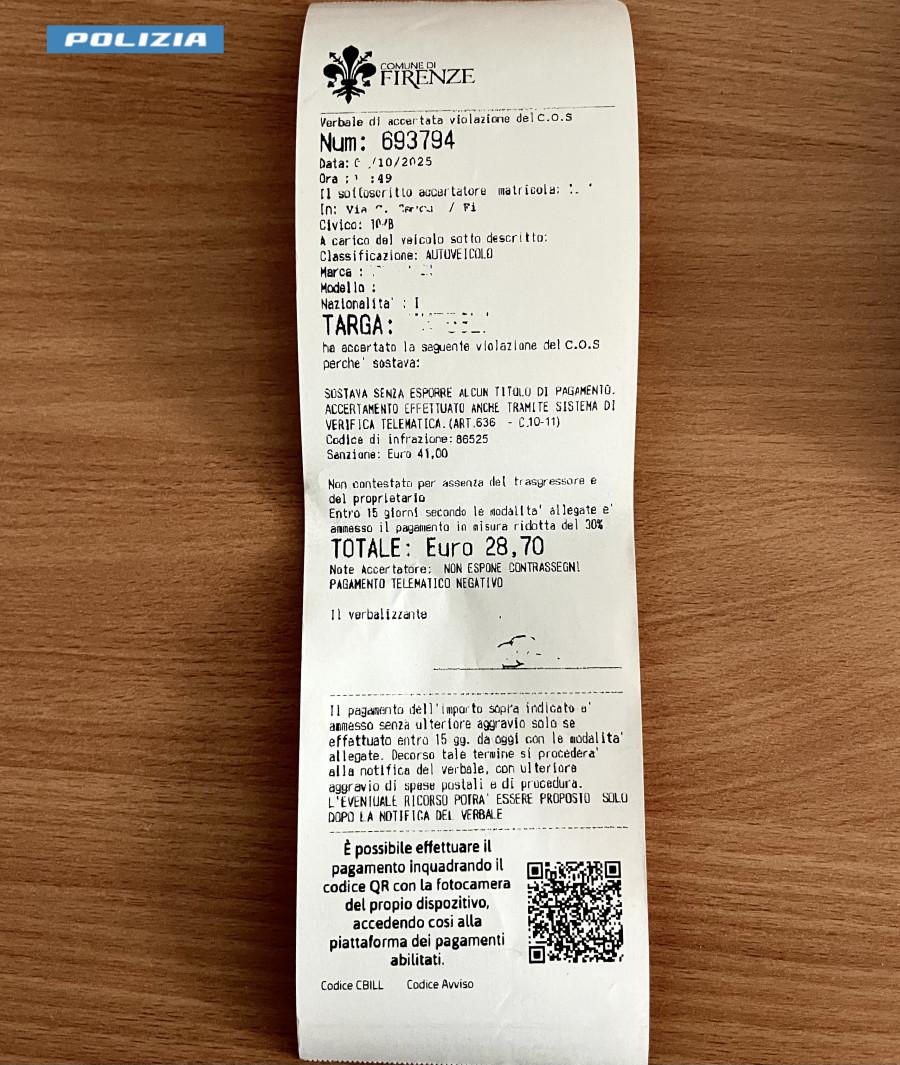 POLIZIA
COMUNE DI
FIRENZE
Verbale di accertata violazione del C.O.S
Num: 693794
Data: /10/2025
Ora : :49
Il sottoscritto accertatore matricola:
In: Via / Fi
Civico:
A carico del veicolo sotto descritto:
Classificazione: AUTOVEICOLO
Marca :
Modello :
Nazionalita' : I
TARGA:
ha accertato la seguente violazione del C.O.S
perche' sostava:
SOSTAVA SENZA ESPORRE ALCUN TITOLO DI PAGAMENTO.
ACCERTAMENTO EFFETTUATO ANCHE TRAMITE SISTEMA DI
VERIFICA TELEMATICA.(ART.636 - C.10-11)
Codice di infrazione: 86525
Sanzione: Euro 41,00
Non contestato per assenza del trasgressore e
del proprietario
Entro 15 giorni secondo le modalita' allegate e'
ammesso il pagamento in misura ridotta del 30%
TOTALE: Euro 28,70
Note Accertatore: NON ESPONE CONTRASSEGNI
PAGAMENTO TELEMATICO NEGATIVO
Il verbalizzante
Il pagamento dell'importo sopra indicato e'
ammesso senza ulteriore aggravio solo se
effettuato entro 15 gg. da oggi con le modalita'
allegate. Decorso tale termine si procedera'
alla notifica del verbale, con ulteriore
aggravio di spese postali e di procedura.
L'EVENTUALE RICORSO POTRA' ESSERE PROPOSTO SOLO
DOPO LA NOTIFICA DEL VERBALE
È possibile effettuare il
pagamento inquadrando il
codice QR con la fotocamera
del propio dispozitivo,
accedendo cosi alla
piattaforma dei pagamenti
abilitati.
Codice CBILL Codice Avviso